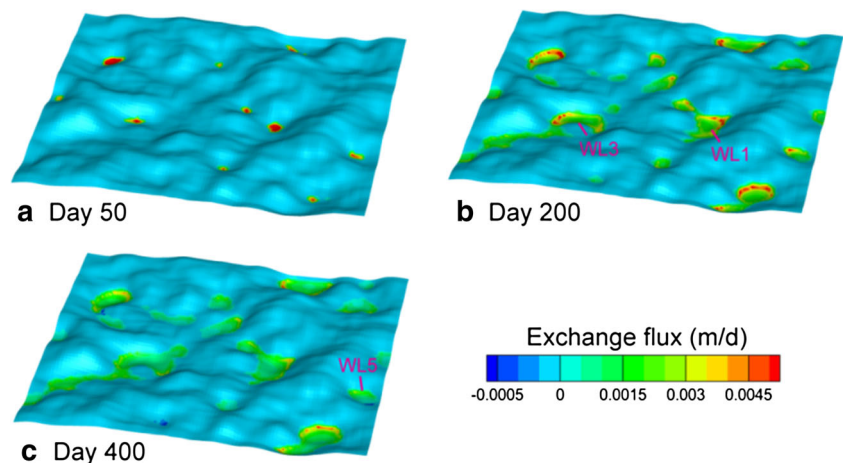 a Day 50
WL3
WL1
b Day 200
WL5
c Day 400
Exchange flux (m/d)
-0.0005 0 0.0015 0.003 0.0045